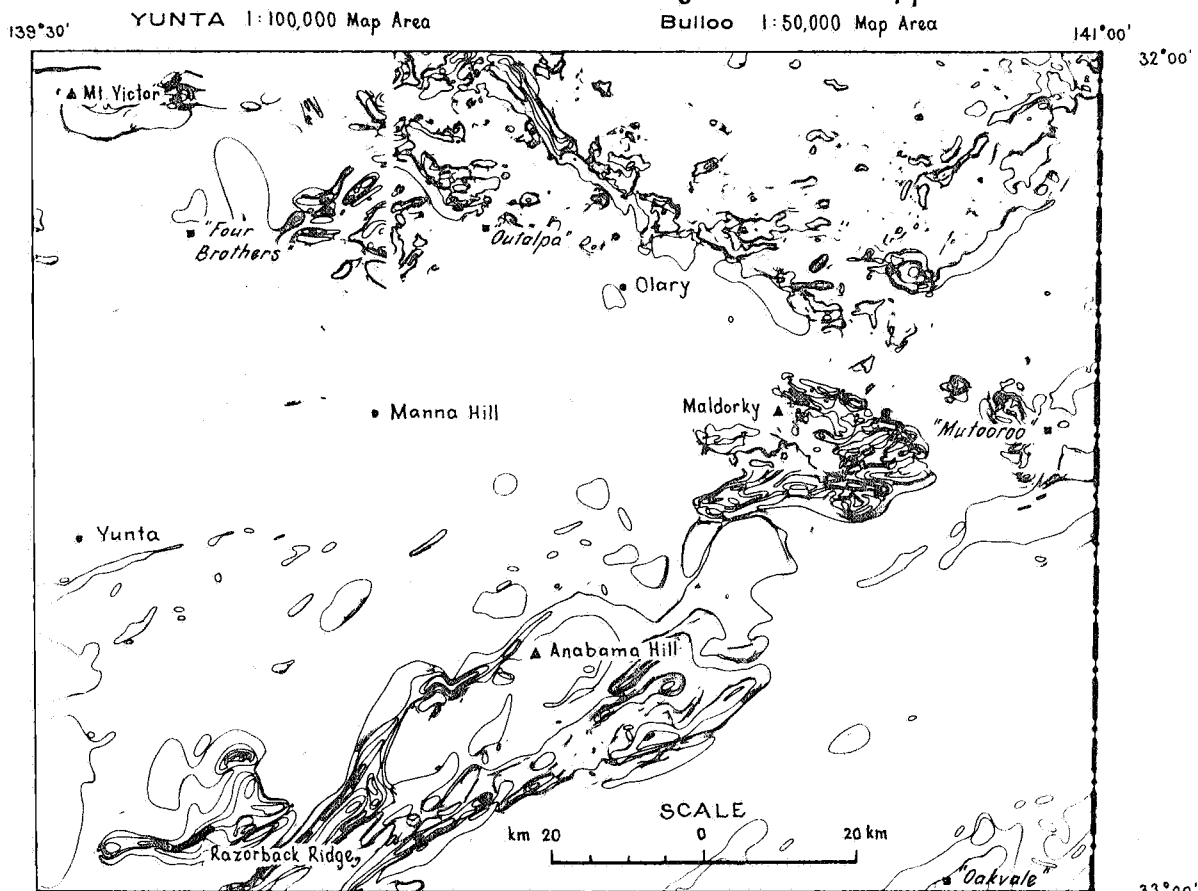 YUNTA 1:100,000 Map Area
Bulloo 1:50,000 Map Area
139°30'
141°00'
32°00'
Mt. Victor
"Four
Brothers"
"Outalpa"
Olary
Manna Hill
Maldorky
"Mutooroo"
Yunta
Anabama Hill
SCALE
km 20 0 20 km
Razorback Ridge
"Oakvale"
33°00'